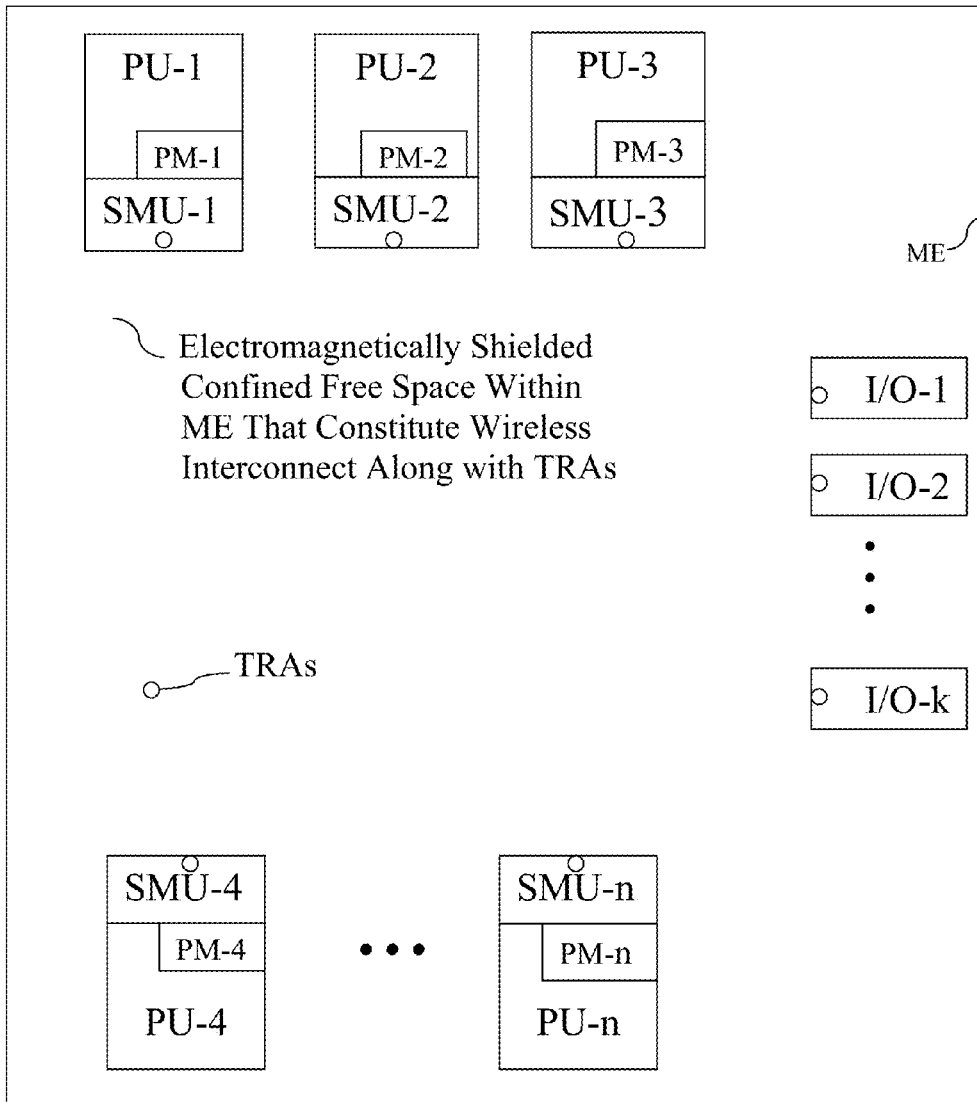 PU-1
PM-1
SMU-1
PU-2
PM-2
SMU-2
PU-3
PM-3
SMU-3
ME
Electromagnetically Shielded
Confined Free Space Within
ME That Constitute Wireless
Interconnect Along with TRAs
I/O-1
I/O-2
TRAs
I/O-k
SMU-4
PM-4
PU-4
SMU-n
PM-n
PU-n